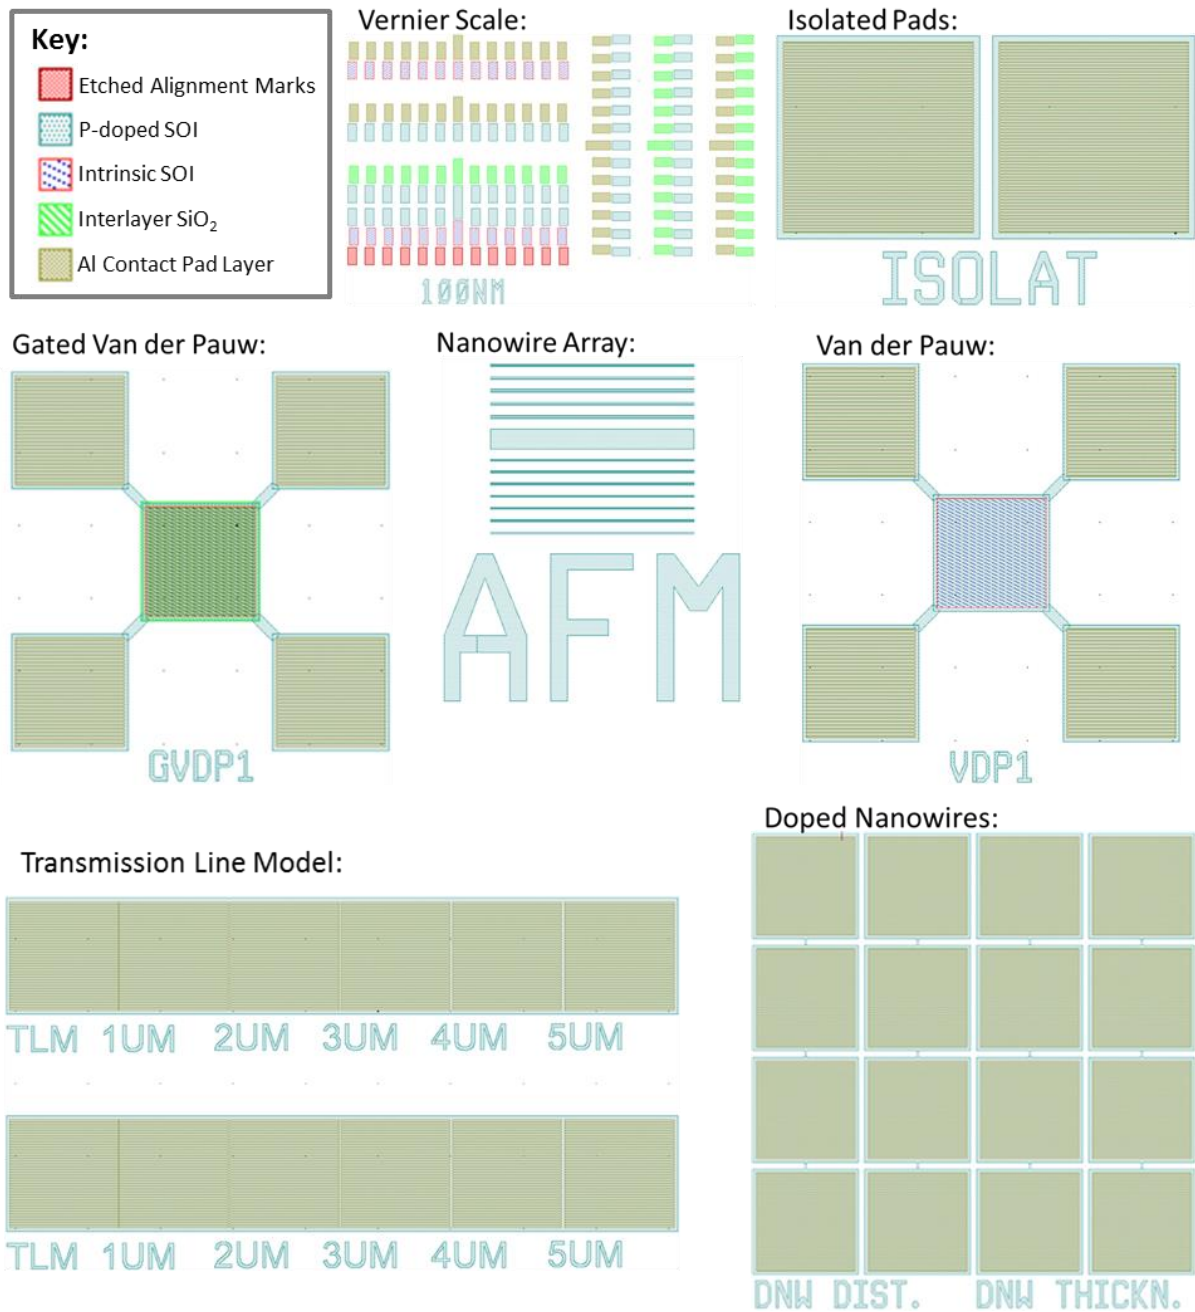 Key:
Etched Alignment Marks
P-doped SOI
Intrinsic SOI
Interlayer SiO₂
Al Contact Pad Layer
Vernier Scale:
100NM
Isolated Pads:
ISOLAT
Gated Van der Pauw:
GVDP1
Nanowire Array:
AFM
Van der Pauw:
VDP1
Transmission Line Model:
TLM 1UM 2UM 3UM 4UM 5UM
TLM 1UM 2UM 3UM 4UM 5UM
Doped Nanowires:
DNW DIST. DNW THICKN.